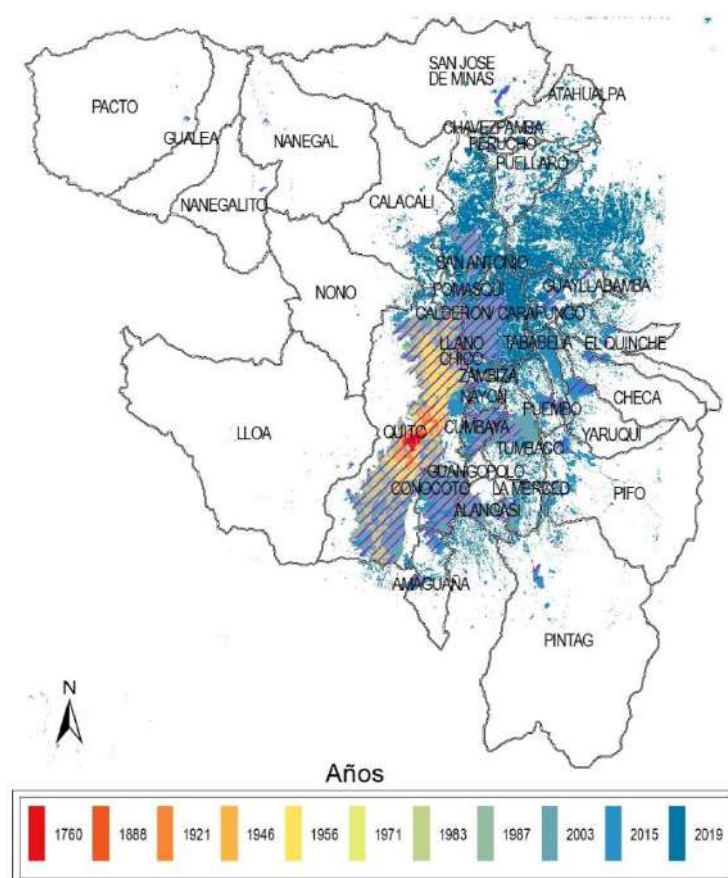 SAN JOSE
DE MINAS
PACTO
ATAHUALPA
GUALEA
NANEGAL
CHAVEZPAMBA
PERUCHO
PUELLARO
NANEGALITO
CALACALI
SAN ANTONIO
NONO
POMASQUI
GUAYLLABAMBA
CALDERON/ CARAPUNGO
LLANO
CHICO
TABABELA
EL QUINCHE
ZAMBIZA
NAYON
CHECA
PUEMBO
LLOA
QUITO
CUMBAYA
YARUQUI
TUMBACO
GUANGOPOLO
CONOCOTO
LA MERCED
PIFO
ALANGASI
AMAGUAÑA
PINTAG
N
Años
1760 1888 1921 1946 1956 1971 1983 1987 2003 2015 2019